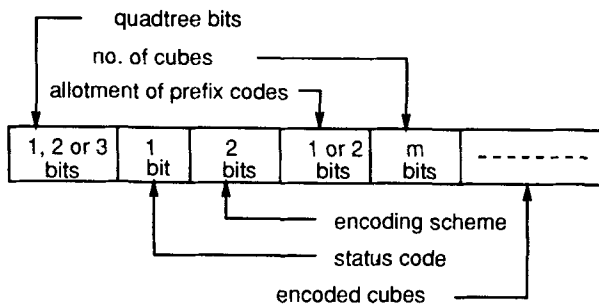 quadtree bits
no. of cubes
allotment of prefix codes
1, 2 or 3 bits
1 bit
2 bits
1 or 2 bits
m bits
encoding scheme
status code
encoded cubes